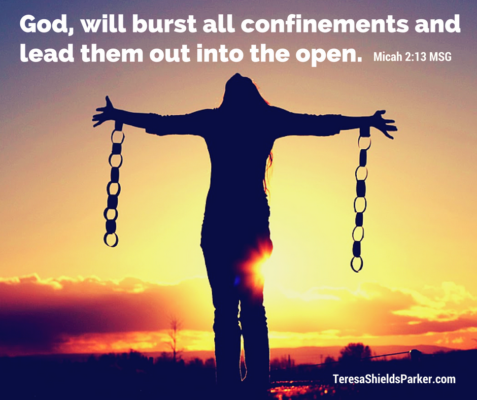 God, will burst all confinements and
lead them out into the open. Micah 2:13 MSG
TeresaShieldsParker.com